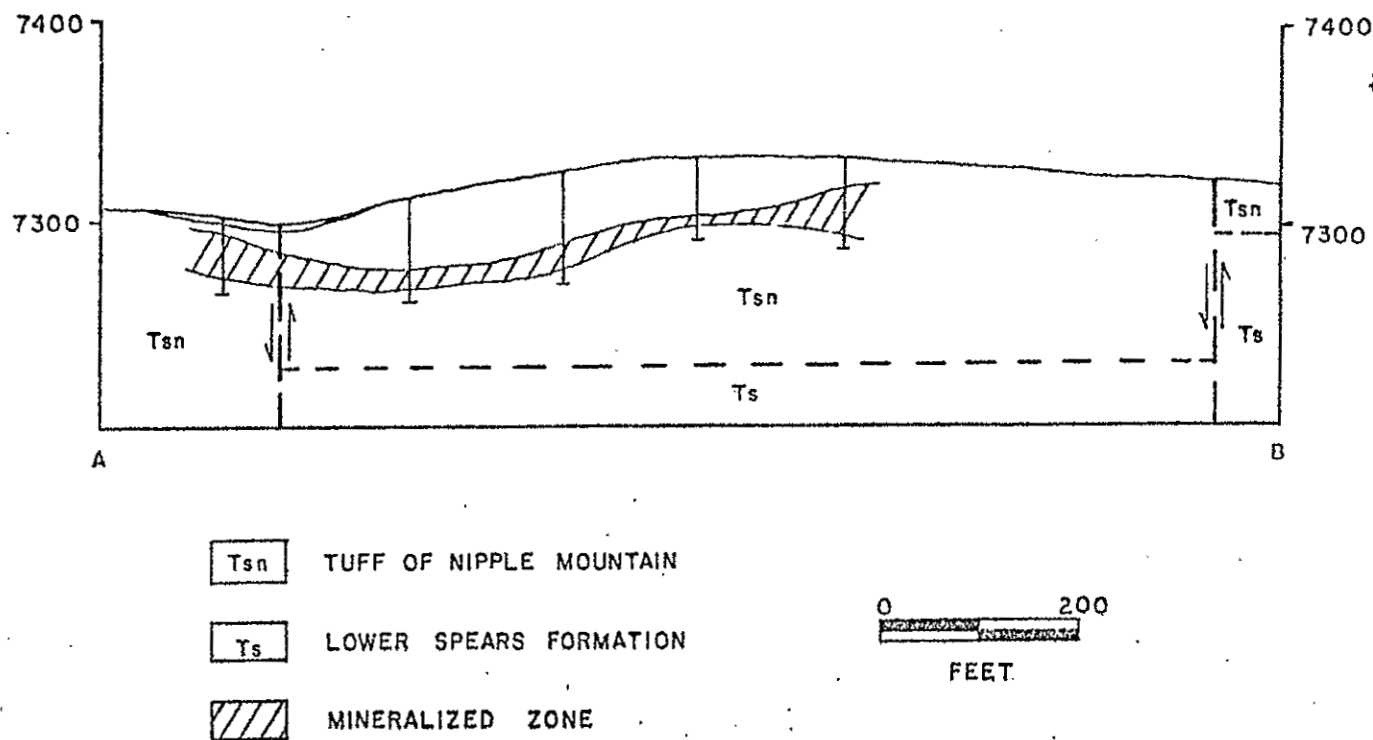 7400
7400
7300
7300
Tsn
Tsn
Tsn
Ts
Ts
A
B
Tsn TUFF OF NIPPLE MOUNTAIN
Ts LOWER SPEARS FORMATION
MINERALIZED ZONE
0 200
FEET